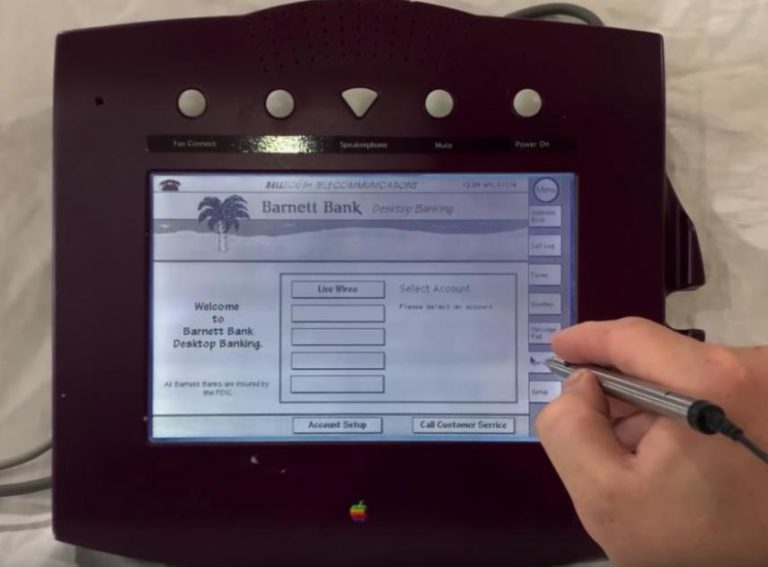 Fax Connect
Speakerphone
Mute
Power On
BELLSOUTH TELECOMMUNICATIONS
Menu
Barnett Bank Desktop Banking
Address
Book
Call Log
Faxes
Live Wires
Select Account
Please select an account
Welcome
to
Barnett Bank
Desktop Banking.
Message
Pad
All Barnett Banks are insured by
the FDIC.
Setup
Account Setup
Call Customer Service